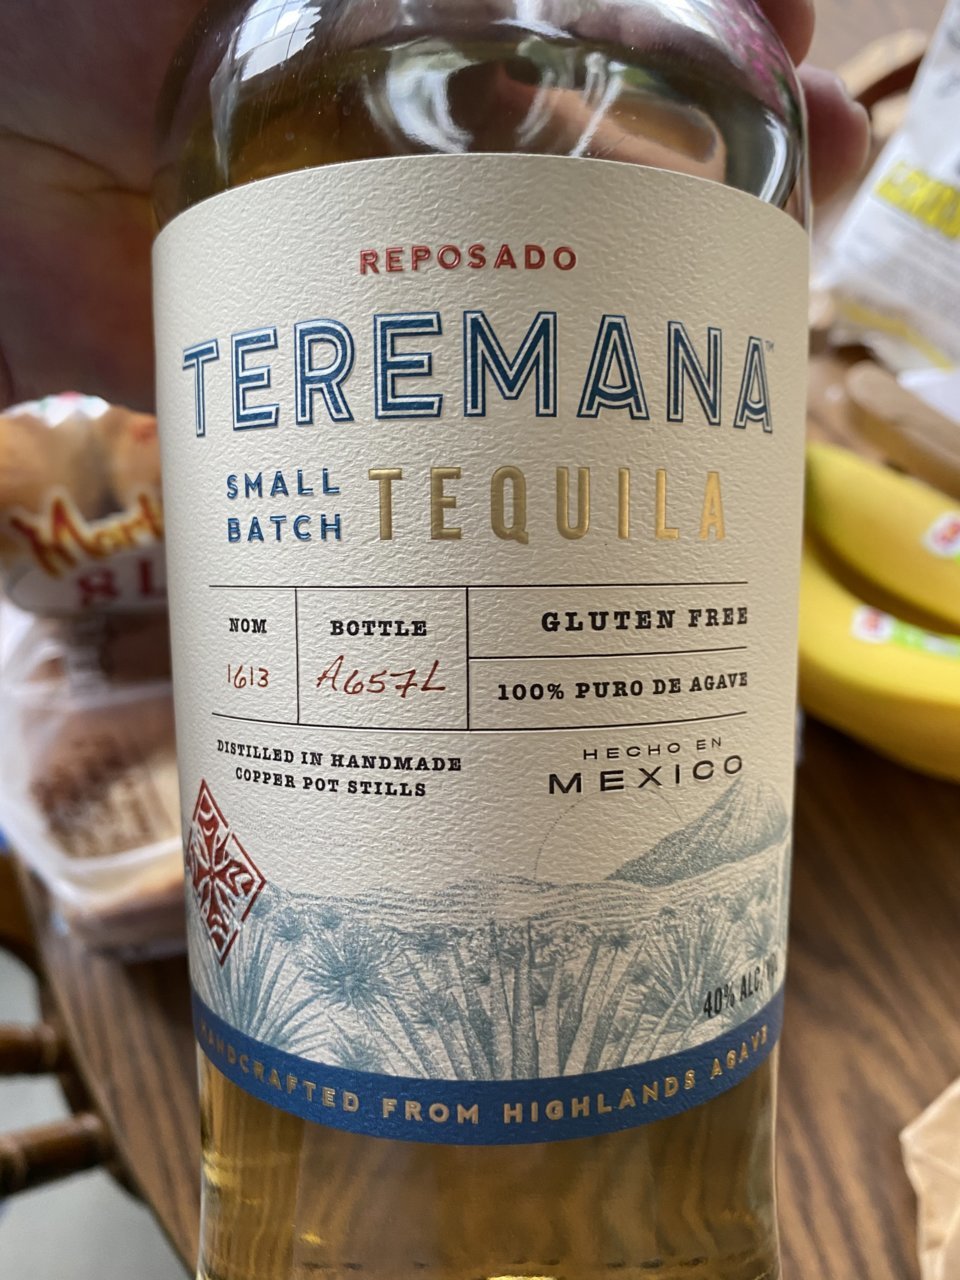 REPOSADO
TEREMANA™
SMALL
BATCH
TEQUILA
NOM
1613
BOTTLE
A657L
GLUTEN FREE
100% PURO DE AGAVE
DISTILLED IN HANDMADE
COPPER POT STILLS
HECHO EN
MEXICO
40% ALC
HANDCRAFTED FROM HIGHLANDS AGAVE